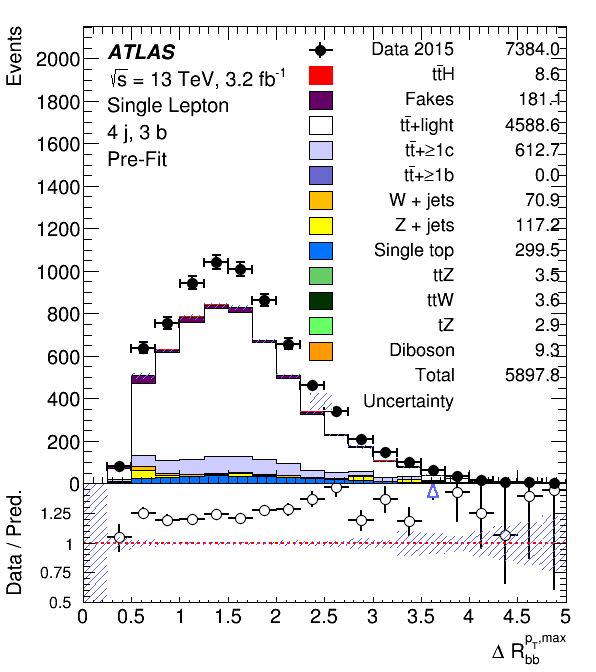 Events
2000
1800
1600
1400
1200
1000
800
600
400
200
0
ATLAS
√s = 13 TeV, 3.2 fb⁻¹
Single Lepton
4 j, 3 b
Pre-Fit
Data 2015 7384.0
tt̄H 8.6
Fakes 181.1
tt̄+light 4588.6
tt̄+≥1c 612.7
tt̄+≥1b 0.0
W + jets 70.9
Z + jets 117.2
Single top 299.5
ttZ 3.5
ttW 3.6
tZ 2.9
Diboson 9.3
Total 5897.8
Uncertainty
Data / Pred.
1.25
1
0.75
0.5
0 0.5 1 1.5 2 2.5 3 3.5 4 4.5 5
Δ R_bb^{p_T,max}